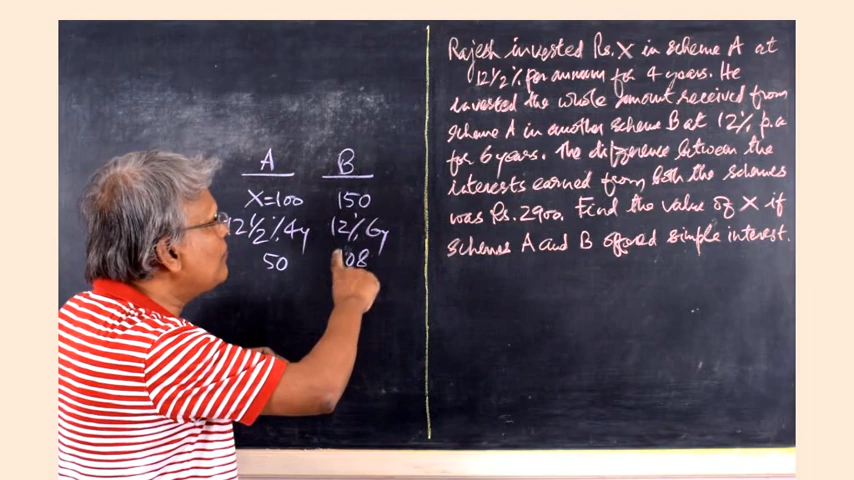 A B
X=100 150
12½% 4y 12% 6y
50 108
Rajesh invested Rs. X in scheme A at
12½% per annum for 4 years. He
invested the whole amount received from
scheme A in another scheme B at 12% p.a
for 6 years. The difference between the
interests earned from both the schemes
was Rs. 2900. Find the value of X if
schemes A and B offered simple interest.